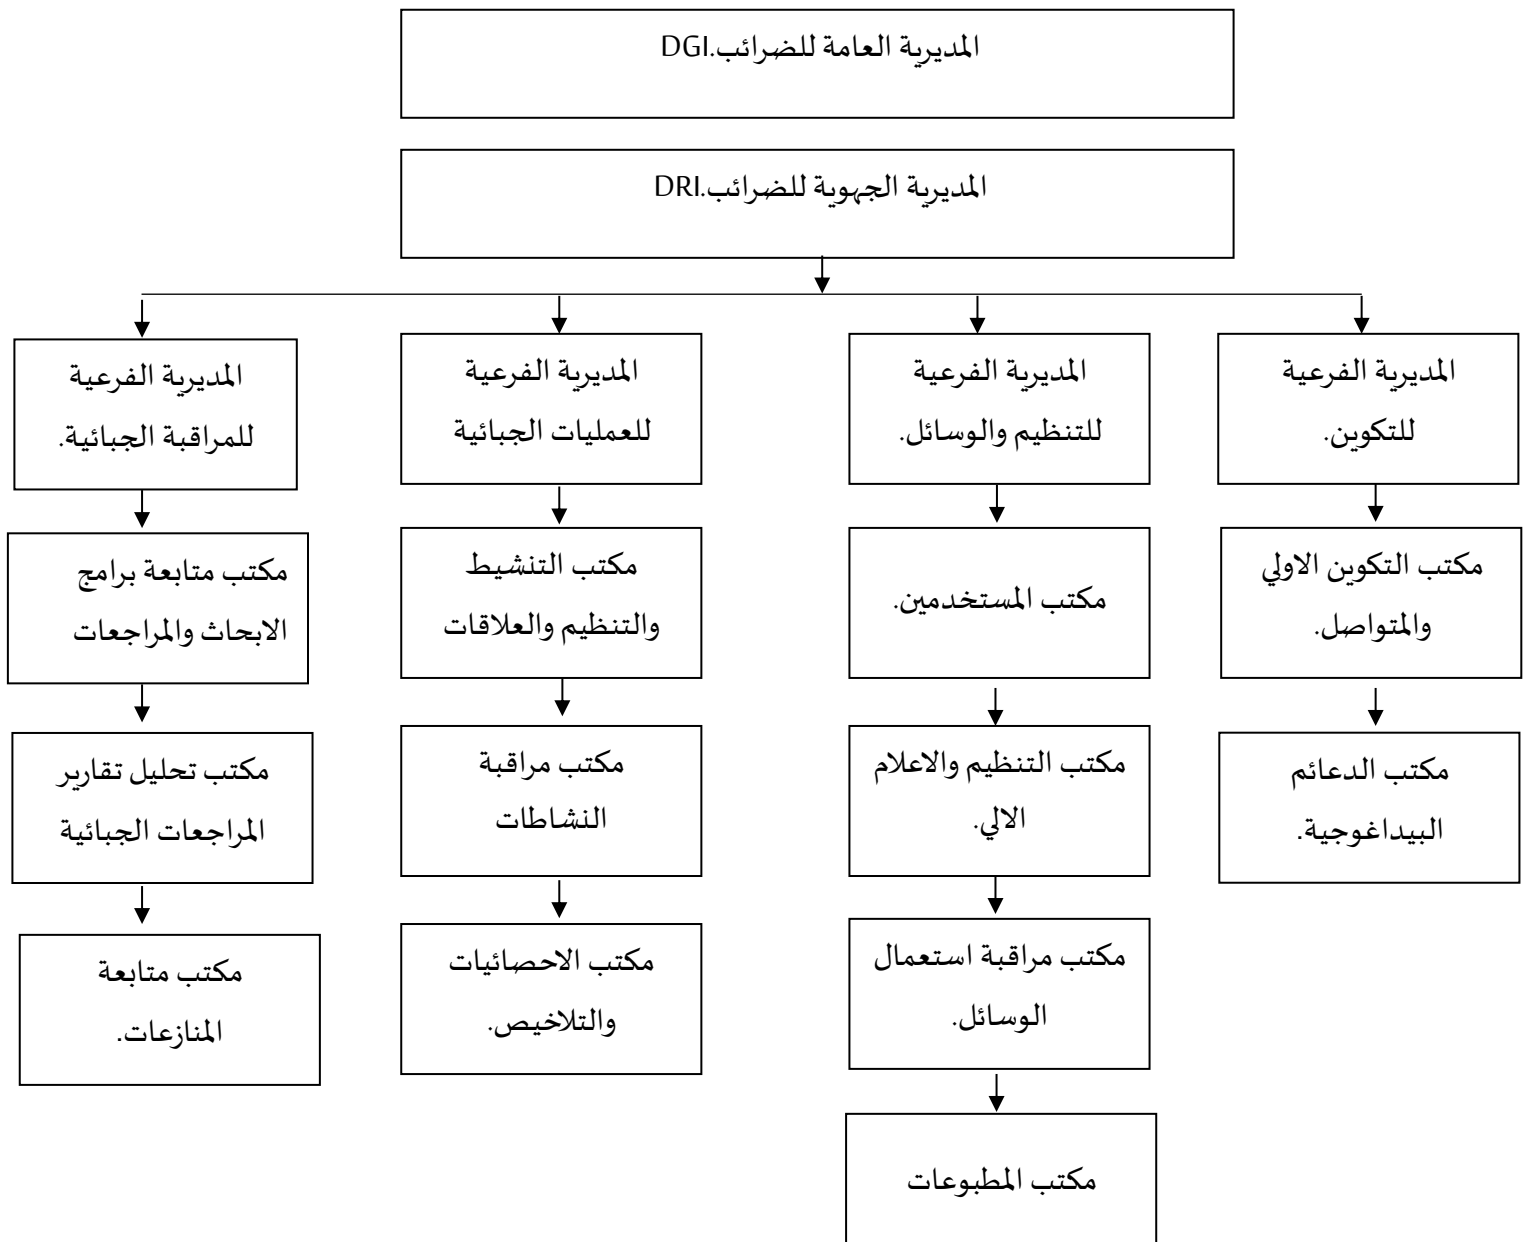 المديرية العامة للضرائب.DGI
المديرية الجهوية للضرائب.DRI
المديرية الفرعية
للتكوين.
المديرية الفرعية
للتنظيم والوسائل.
المديرية الفرعية
للعمليات الجبائية
المديرية الفرعية
للمراقبة الجبائية.
مكتب التكوين الاولي
والمتواصل.
مكتب المستخدمين.
مكتب التنشيط
والتنظيم والعلاقات
مكتب متابعة برامج
الابحاث والمراجعات
مكتب الدعائم
البيداغوجية.
مكتب التنظيم والاعلام
الالي.
مكتب مراقبة
النشاطات
مكتب تحليل تقارير
المراجعات الجبائية
مكتب مراقبة استعمال
الوسائل.
مكتب الاحصائيات
والتلاخيص.
مكتب متابعة
المنازعات.
مكتب المطبوعات